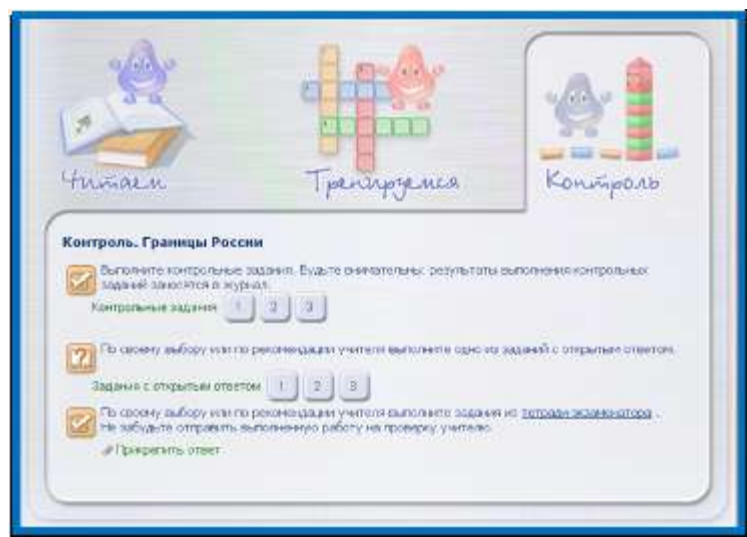 Читаем
Тренируемся
Контроль
Контроль. Границы России
Выполните контрольные задания. Будьте внимательны: результаты выполнения контрольных
заданий заносятся в журнал.
Контрольные задания 1 2 3
По своему выбору или по рекомендации учителя выполните одно из заданий с открытым ответом.
Задания с открытым ответом 1 2 3
По своему выбору или по рекомендации учителя выполните задания из тетради экзаменатора .
Не забудьте отправить выполненную работу на проверку учителю.
Прикрепить ответ